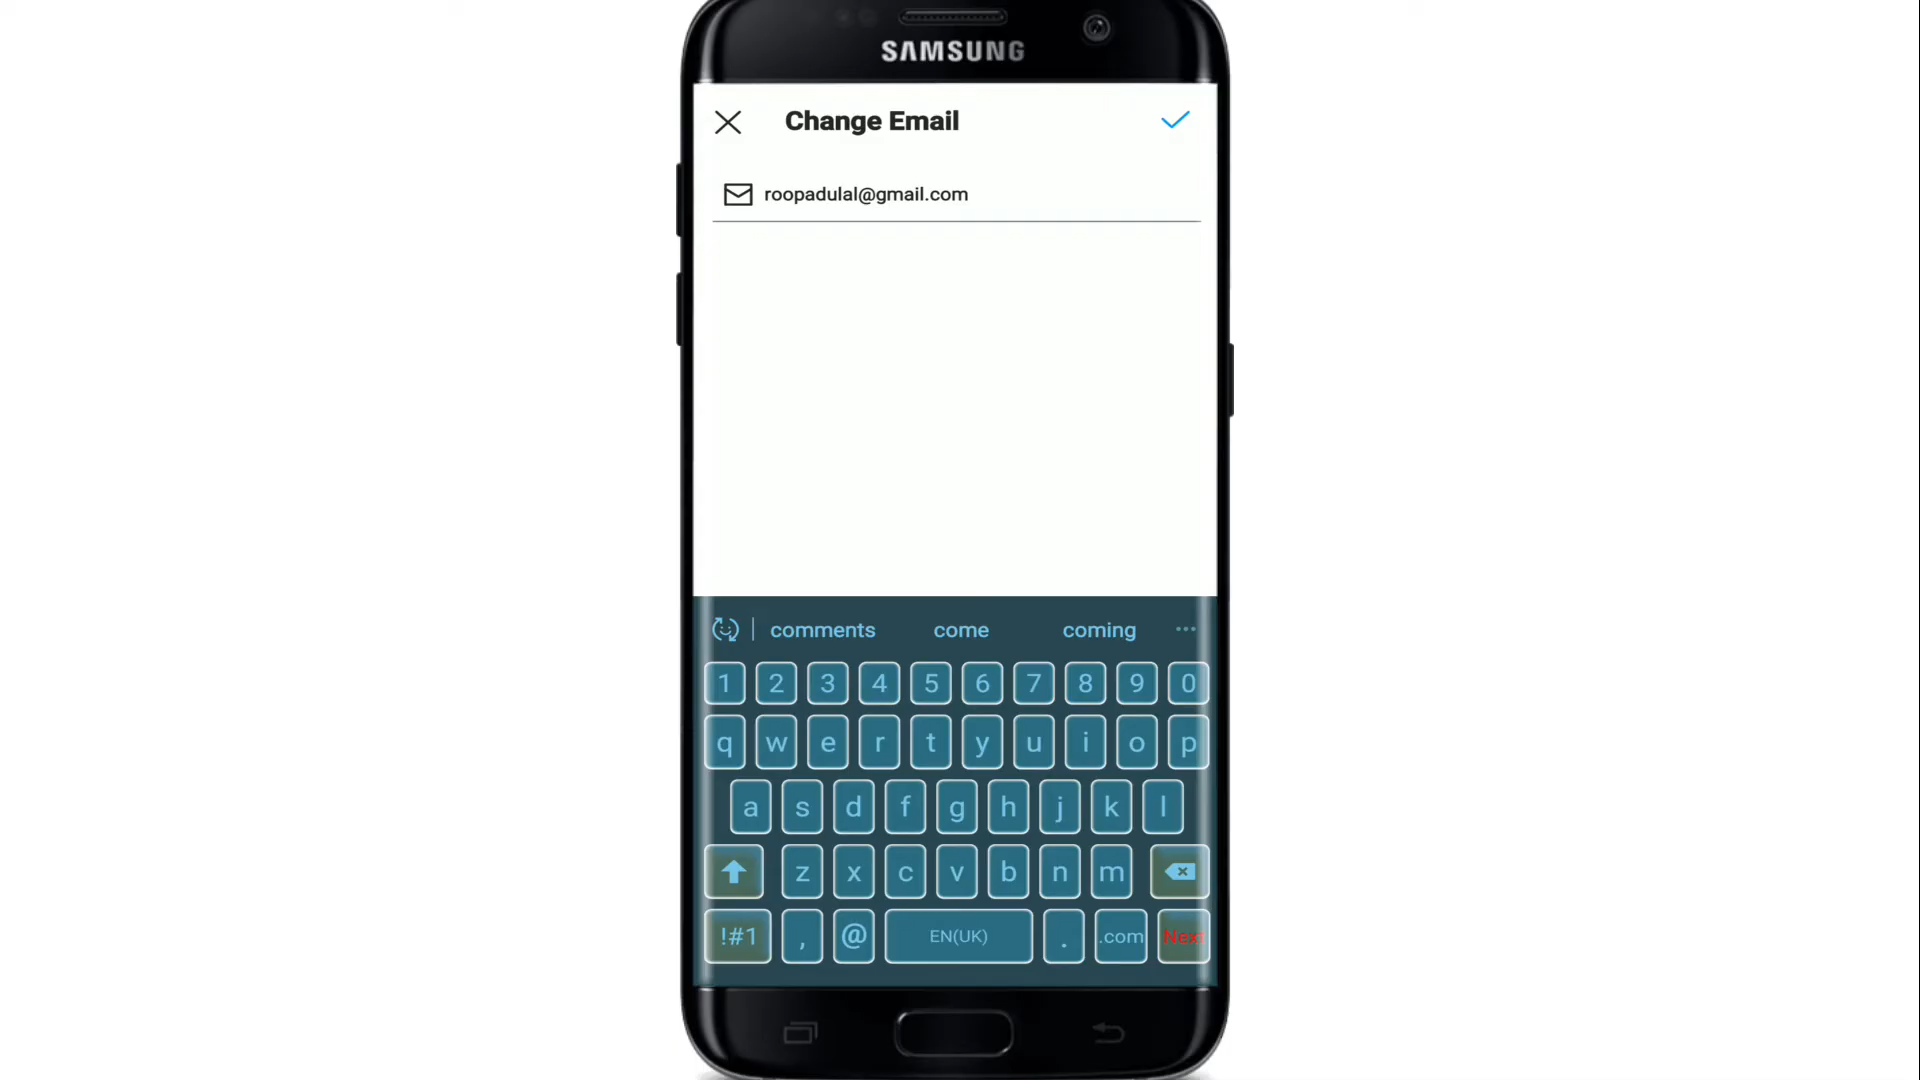 SAMSUNG
Change Email
roopadulal@gmail.com
comments come coming
1 2 3 4 5 6 7 8 9 0
q w e r t y u i o p
a s d f g h j k l
z x c v b n m
!#1 , @ EN(UK) . .com Next